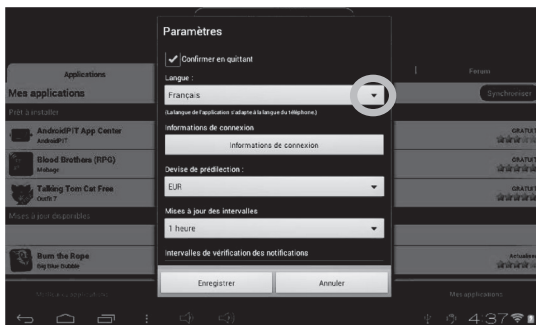 Paramètres
Confirmer en quittant
Langue :
Français
(La langue de l'application s'adapte à la langue du téléphone.)
Informations de connexion
Informations de connexion
Devise de prédilection :
EUR
Mises à jour des intervalles
1 heure
Intervalles de vérification des notifications
Enregistrer Annuler
Applications
Forum
Mes applications
Synchroniser
Prêt à installer
AndroidPIT App Center
AndroidPIT
GRATUIT
Blood Brothers (RPG)
Mobage
GRATUIT
Talking Tom Cat Free
Outfit 7
GRATUIT
Mises à jour disponibles
Burn the Rope
Big Blue Bubble
Actualiser
Mes applications
4:37